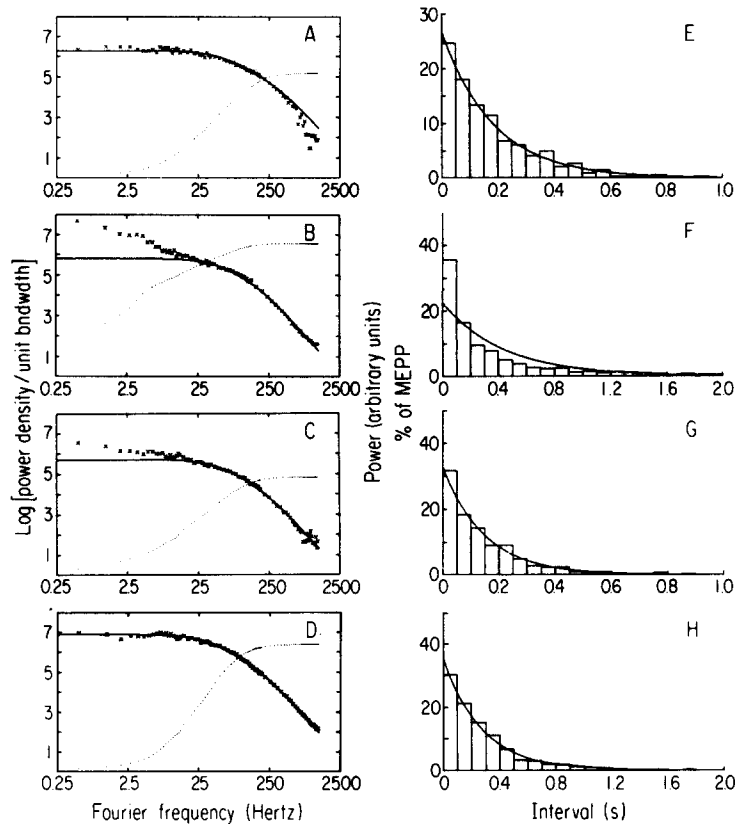 A
7
5
3
1
0.25 2.5 25 250 2500
B
7
5
3
1
0.25 2.5 25 250 2500
C
7
5
3
1
0.25 2.5 25 250 2500
D
7
5
3
1
0.25 2.5 25 250 2500
Log [power density/unit bndwdth]
Fourier frequency (Hertz)
Power (arbitrary units)
% of MEPP
E
30
20
10
0
0 0.2 0.4 0.6 0.8 1.0
F
40
20
0
0 0.4 0.8 1.2 1.6 2.0
G
40
20
0
0 0.2 0.4 0.6 0.8 1.0
H
40
20
0
0 0.4 0.8 1.2 1.6 2.0
Interval (s)